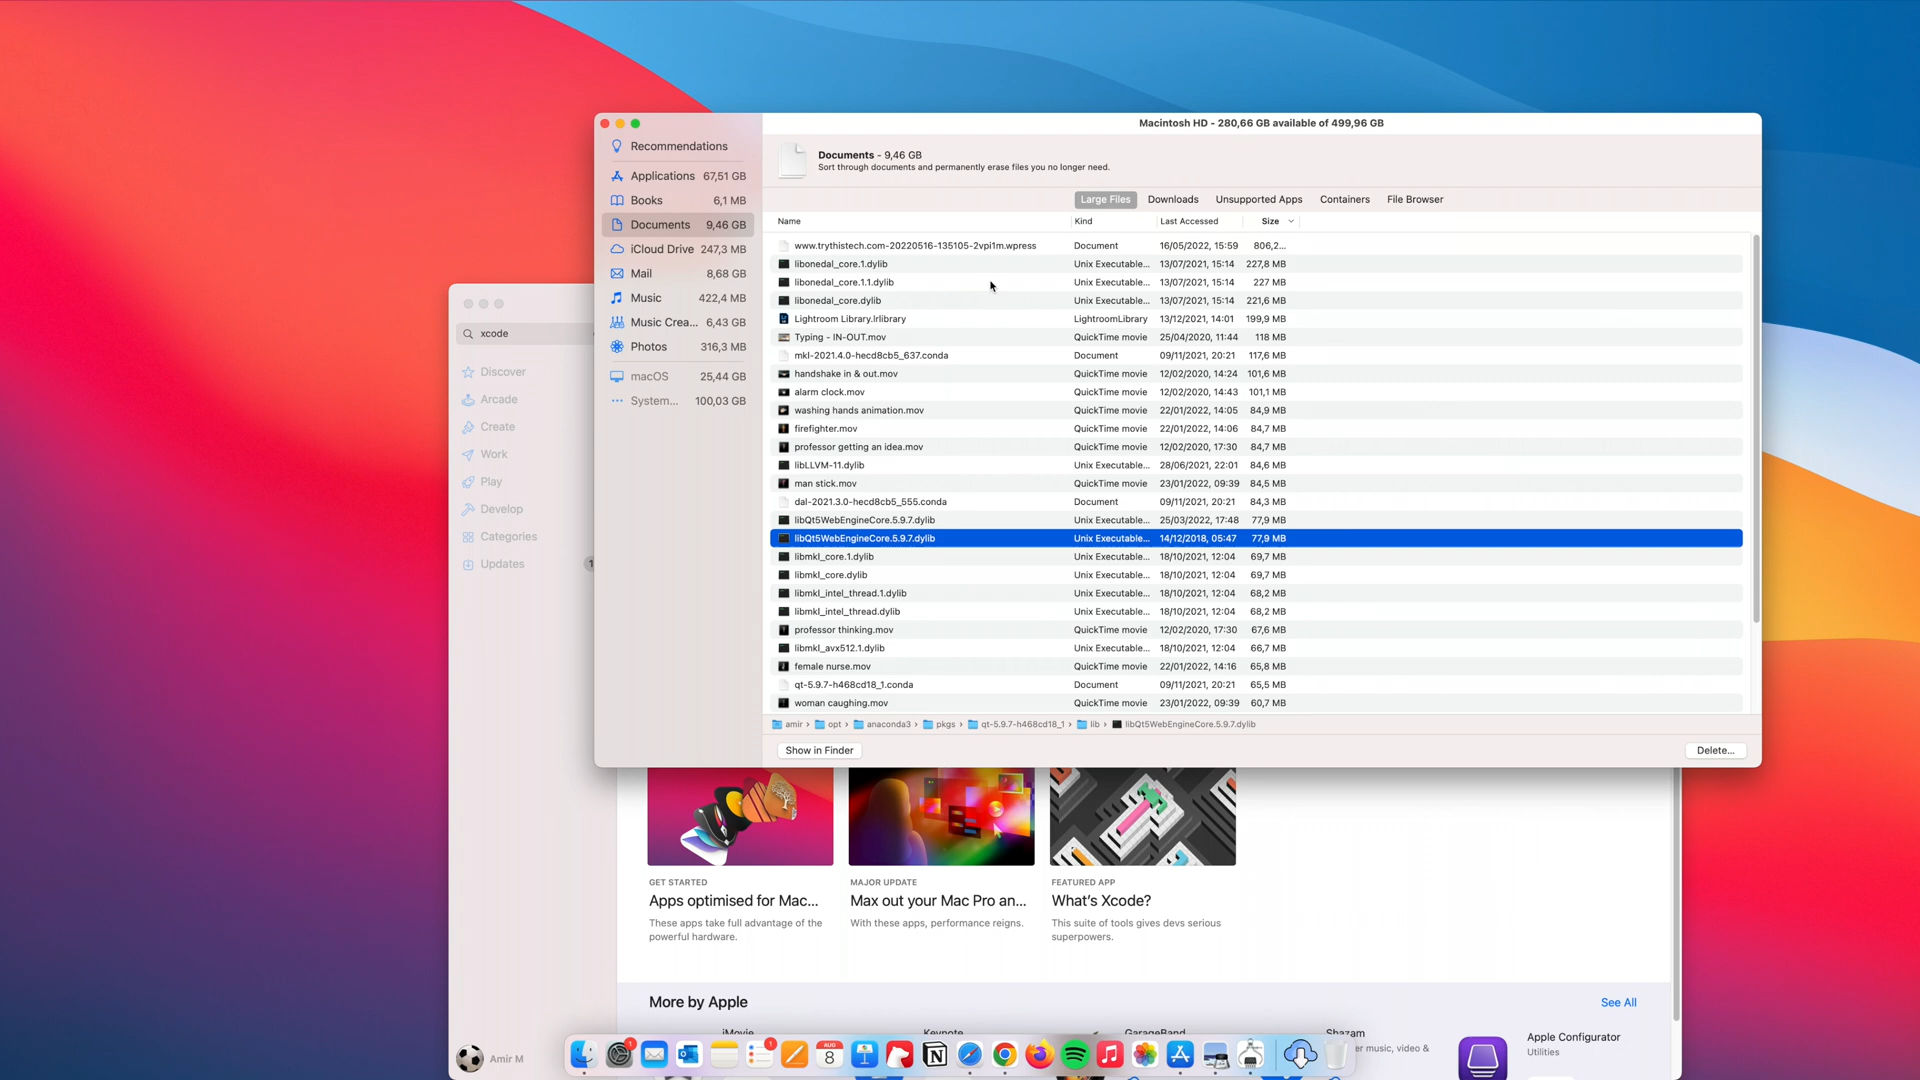 Macintosh HD - 280,66 GB available of 499,96 GB
Recommendations
Applications 67,51 GB
Books 6,1 MB
Documents 9,46 GB
iCloud Drive 247,3 MB
Mail 8,68 GB
Music 422,4 MB
Music Crea... 6,43 GB
Photos 316,3 MB
macOS 25,44 GB
System... 100,03 GB
Documents - 9,46 GB
Sort through documents and permanently erase files you no longer need.
Large Files Downloads Unsupported Apps Containers File Browser
Name Kind Last Accessed Size
www.trythistech.com-20220516-135105-2vpi1m.wpress Document 16/05/2022, 15:59 806,2...
libonedal_core.1.dylib Unix Executable... 13/07/2021, 15:14 227,8 MB
libonedal_core.1.1.dylib Unix Executable... 13/07/2021, 15:14 227 MB
libonedal_core.dylib Unix Executable... 13/07/2021, 15:14 221,6 MB
Lightroom Library.lrlibrary LightroomLibrary 13/12/2021, 14:01 199,9 MB
Typing - IN-OUT.mov QuickTime movie 25/04/2020, 11:44 118 MB
mkl-2021.4.0-hecd8cb5_637.conda Document 09/11/2021, 20:21 117,6 MB
handshake in & out.mov QuickTime movie 12/02/2020, 14:24 101,6 MB
alarm clock.mov QuickTime movie 12/02/2020, 14:43 101,1 MB
washing hands animation.mov QuickTime movie 22/01/2022, 14:05 84,9 MB
firefighter.mov QuickTime movie 22/01/2022, 14:06 84,7 MB
professor getting an idea.mov QuickTime movie 12/02/2020, 17:30 84,7 MB
libLLVM-11.dylib Unix Executable... 28/06/2021, 22:01 84,6 MB
man stick.mov QuickTime movie 23/01/2022, 09:39 84,5 MB
dal-2021.3.0-hecd8cb5_555.conda Document 09/11/2021, 20:21 84,3 MB
libQt5WebEngineCore.5.9.7.dylib Unix Executable... 25/03/2022, 17:48 77,9 MB
libQt5WebEngineCore.5.9.7.dylib Unix Executable... 14/12/2018, 05:47 77,9 MB
libmkl_core.1.dylib Unix Executable... 18/10/2021, 12:04 69,7 MB
libmkl_core.dylib Unix Executable... 18/10/2021, 12:04 69,7 MB
libmkl_intel_thread.1.dylib Unix Executable... 18/10/2021, 12:04 68,2 MB
libmkl_intel_thread.dylib Unix Executable... 18/10/2021, 12:04 68,2 MB
professor thinking.mov QuickTime movie 12/02/2020, 17:30 67,6 MB
libmkl_avx512.1.dylib Unix Executable... 18/10/2021, 12:04 66,7 MB
female nurse.mov QuickTime movie 22/01/2022, 14:16 65,8 MB
qt-5.9.7-h468cd18_1.conda Document 09/11/2021, 20:21 65,5 MB
woman caughing.mov QuickTime movie 23/01/2022, 09:39 60,7 MB
amir › opt › anaconda3 › pkgs › qt-5.9.7-h468cd18_1 › lib › libQt5WebEngineCore.5.9.7.dylib
Show in Finder Delete...
xcode
Discover
Arcade
Create
Work
Play
Develop
Categories
Updates 1
Amir M
GET STARTED
Apps optimised for Mac...
These apps take full advantage of the
powerful hardware.
MAJOR UPDATE
Max out your Mac Pro an...
With these apps, performance reigns.
FEATURED APP
What's Xcode?
This suite of tools gives devs serious
superpowers.
More by Apple See All
iMovie Keynote GarageBand Shazam
er music, video &
Apple Configurator
Utilities
1
1
AUG
8